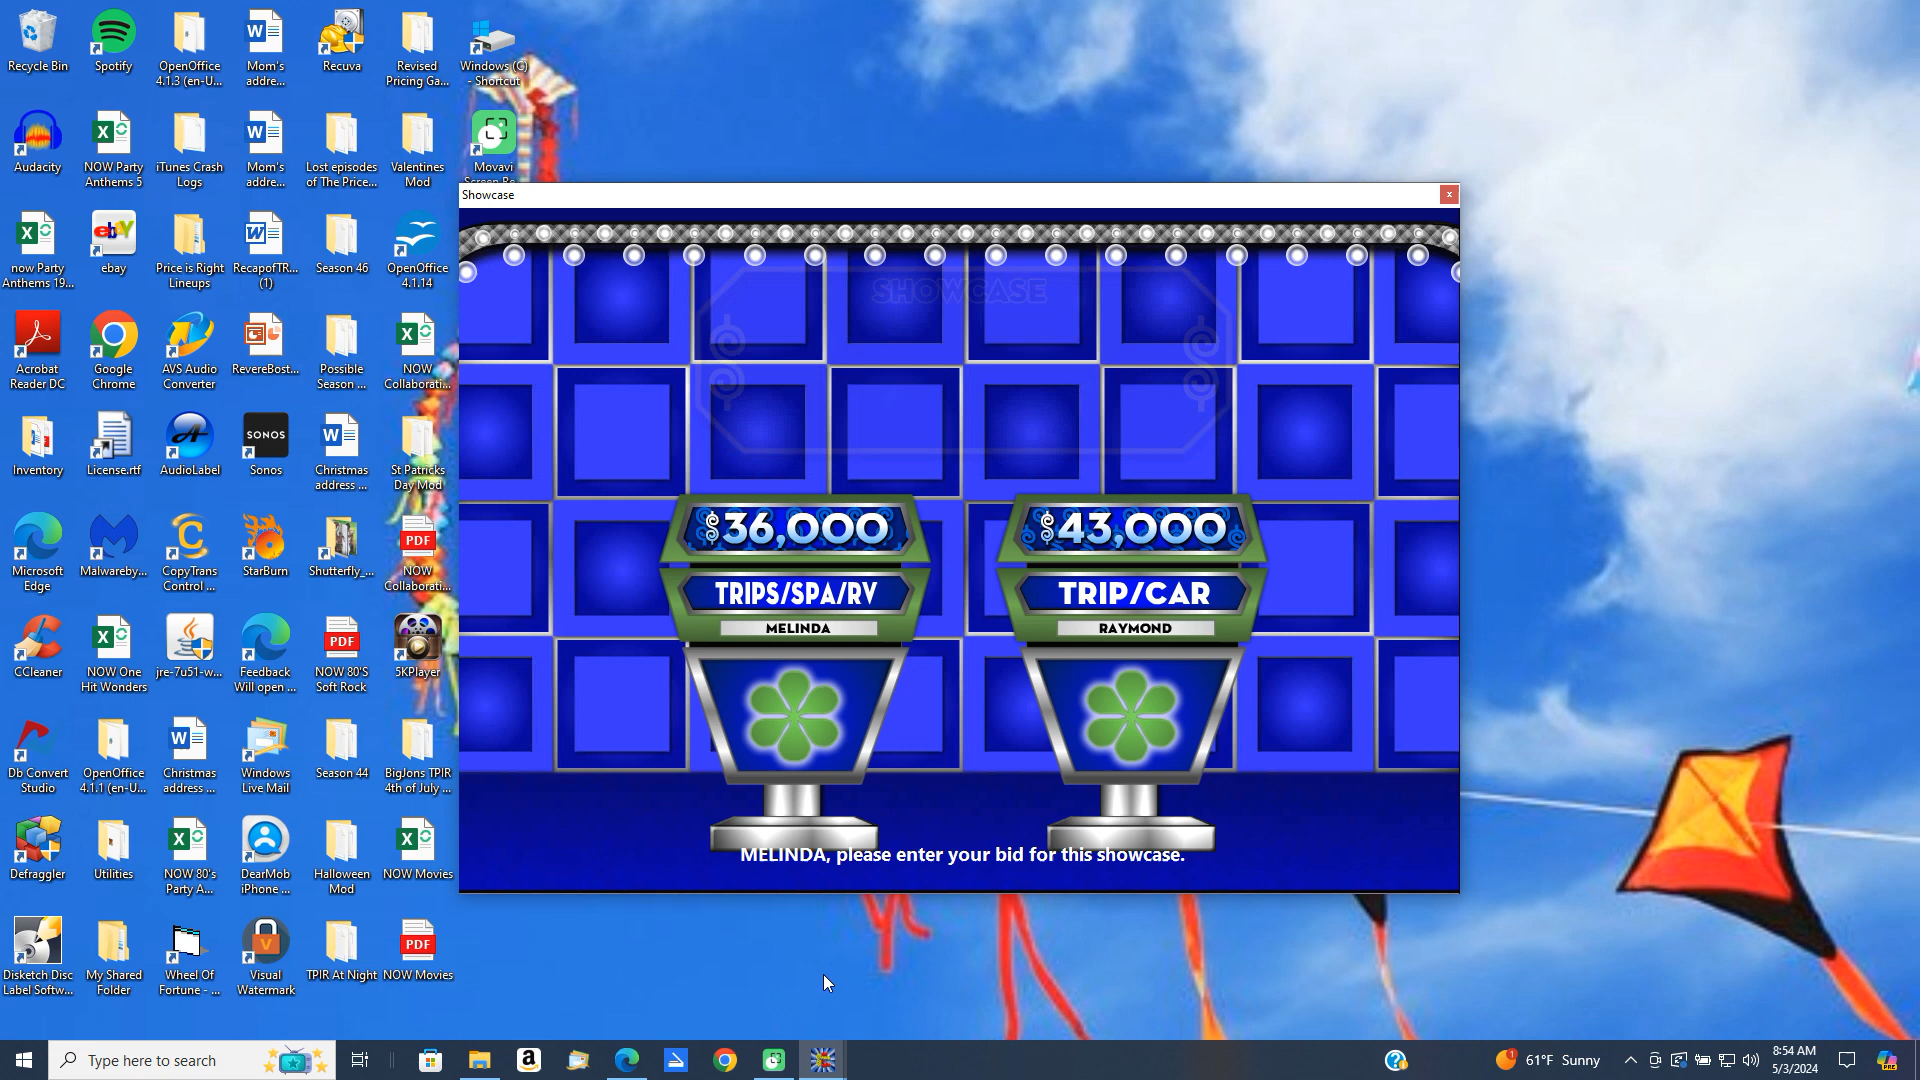 Recycle Bin
Spotify
OpenOffice
4.1.3 (en-U...
Mom's
addre...
Recuva
Revised
Pricing Ga...
Windows (C)
- Shortcut
Audacity
NOW Party
Anthems 5
iTunes Crash
Logs
Mom's
addre...
Lost episodes
of The Price...
Valentines
Mod
Movavi
Screen Re...
now Party
Anthems 19...
ebay
Price is Right
Lineups
RecapofTR...
(1)
Season 46
OpenOffice
4.1.14
Acrobat
Reader DC
Google
Chrome
AVS Audio
Converter
RevereBost...
Possible
Season ...
NOW
Collaborati...
Inventory
License.rtf
AudioLabel
SONOS
Sonos
Christmas
address ...
St Patricks
Day Mod
Microsoft
Edge
Malwareby...
CopyTrans
Control ...
StarBurn
Shutterfly_...
PDF
NOW
Collaborati...
CCleaner
NOW One
Hit Wonders
jre-7u51-w...
Feedback
Will open ...
PDF
NOW 80'S
Soft Rock
5KPlayer
Db Convert
Studio
OpenOffice
4.1.1 (en-U...
Christmas
address ...
Windows
Live Mail
Season 44
BigJons TPIR
4th of July ...
Defraggler
Utilities
NOW 80's
Party A...
DearMob
iPhone ...
Halloween
Mod
NOW Movies
Disketch Disc
Label Softw...
My Shared
Folder
Wheel Of
Fortune - ...
Visual
Watermark
TPIR At Night
PDF
NOW Movies
Showcase
SHOWCASE
$36,000
TRIPS/SPA/RV
MELINDA
$43,000
TRIP/CAR
RAYMOND
MELINDA, please enter your bid for this showcase.
Type here to search
61°F Sunny
8:54 AM
5/3/2024